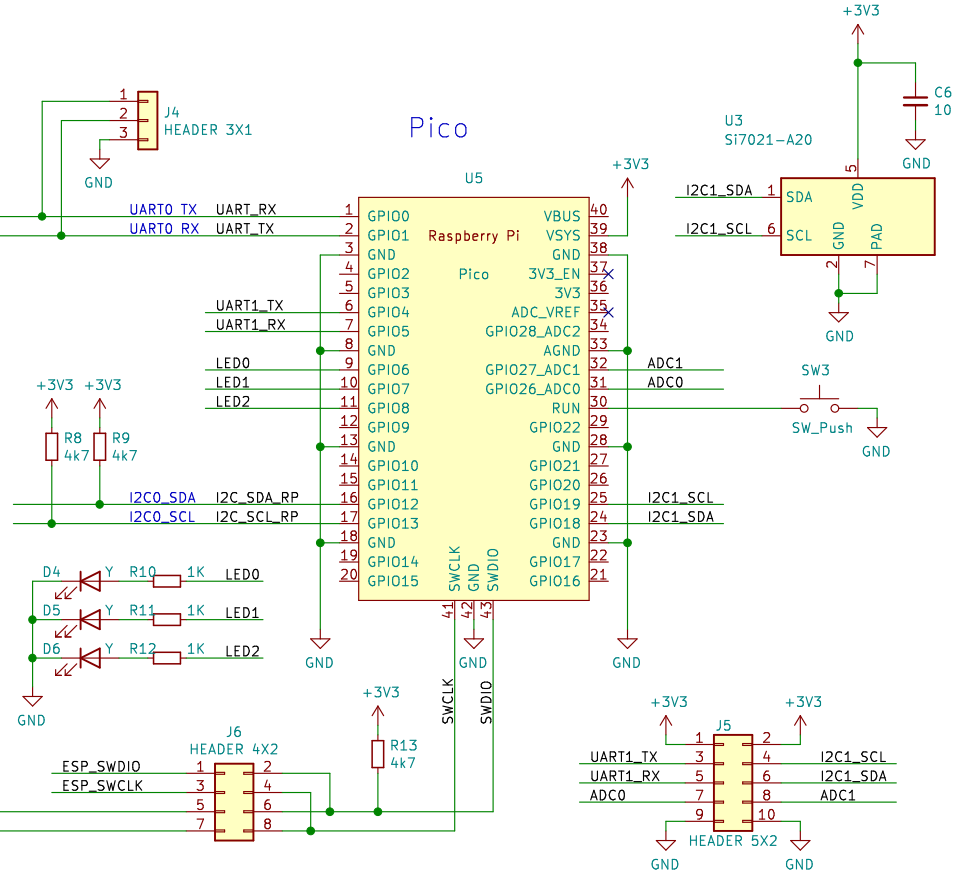 +3V3
C6
10
GND
U3
Si7021-A20
I2C1_SDA 1 SDA
5
VDD
I2C1_SCL 6 SCL
GND
PAD
2
7
GND
1
2
3
J4
HEADER 3X1
GND
Pico
U5
+3V3
UART0 TX UART_RX 1 GPIO0
UART0 RX UART_TX 2 GPIO1
3 GND
4 GPIO2
5 GPIO3
UART1_TX 6 GPIO4
UART1_RX 7 GPIO5
8 GND
LED0 9 GPIO6
LED1 10 GPIO7
LED2 11 GPIO8
12 GPIO9
13 GND
14 GPIO10
15 GPIO11
I2C0_SDA I2C_SDA_RP 16 GPIO12
I2C0_SCL I2C_SCL_RP 17 GPIO13
18 GND
19 GPIO14
20 GPIO15
Raspberry Pi
Pico
VBUS 40
VSYS 39
GND 38
3V3_EN 37
3V3 36
ADC_VREF 35
GPIO28_ADC2 34
AGND 33
GPIO27_ADC1 32 ADC1
GPIO26_ADC0 31 ADC0
RUN 30
GPIO22 29
GND 28
GPIO21 27
GPIO20 26
GPIO19 25 I2C1_SCL
GPIO18 24 I2C1_SDA
GND 23
GPIO17 22
GPIO16 21
SWCLK
GND
SWDIO
41
42
43
GND
GND
GND
SWCLK
SWDIO
SW3
SW_Push
GND
+3V3
+3V3
R8
4k7
R9
4k7
D4 Y R10 1K LED0
D5 Y R11 1K LED1
D6 Y R12 1K LED2
GND
+3V3
R13
4k7
J6
HEADER 4X2
ESP_SWDIO 1 2
ESP_SWCLK 3 4
5 6
7 8
+3V3
+3V3
J5
1 2
UART1_TX 3 4 I2C1_SCL
UART1_RX 5 6 I2C1_SDA
ADC0 7 8 ADC1
9 10
HEADER 5X2
GND
GND